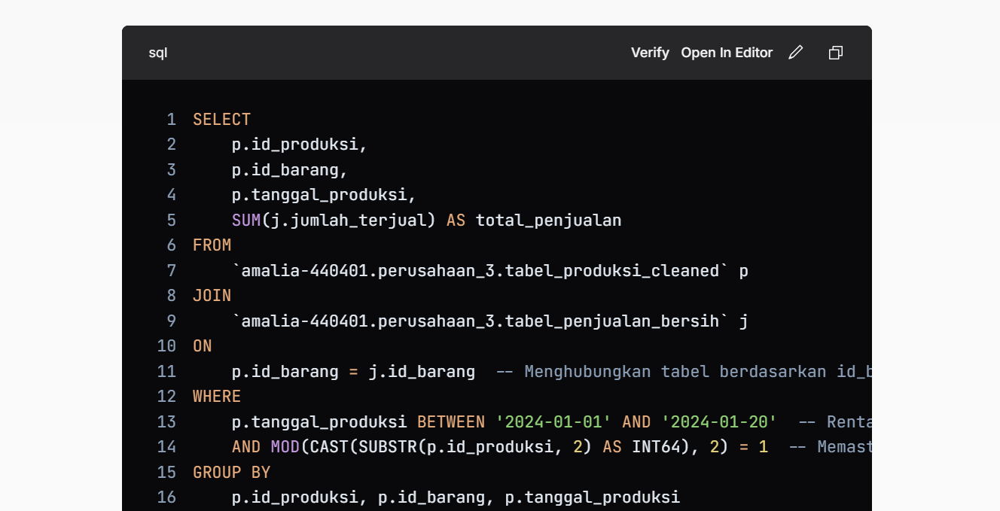 sql
Verify Open In Editor
1 SELECT
2 p.id_produksi,
3 p.id_barang,
4 p.tanggal_produksi,
5 SUM(j.jumlah_terjual) AS total_penjualan
6 FROM
7 `amalia-440401.perusahaan_3.tabel_produksi_cleaned` p
8 JOIN
9 `amalia-440401.perusahaan_3.tabel_penjualan_bersih` j
10 ON
11 p.id_barang = j.id_barang -- Menghubungkan tabel berdasarkan
12 WHERE
13 p.tanggal_produksi BETWEEN '2024-01-01' AND '2024-01-20' --
14 AND MOD(CAST(SUBSTR(p.id_produksi, 2) AS INT64), 2) = 1 --
15 GROUP BY
16 p.id_produksi, p.id_barang, p.tanggal_produksi